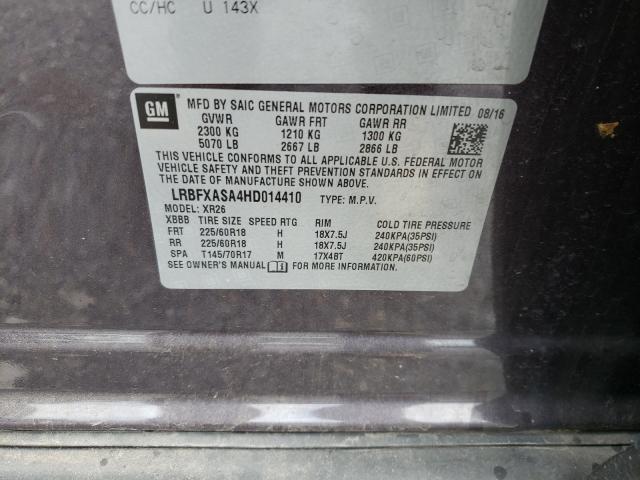 CC/HC U 143X
GM
MFD BY SAIC GENERAL MOTORS CORPORATION LIMITED 08/16
GVWR GAWR FRT GAWR RR
2300 KG 1210 KG 1300 KG
5070 LB 2667 LB 2866 LB
THIS VEHICLE CONFORMS TO ALL APPLICABLE U.S. FEDERAL MOTOR
VEHICLE SAFETY AND THEFT PREVENTION STANDARDS IN EFFECT ON
THE DATE OF MANUFACTURE SHOWN ABOVE.
LRBFXASA4HD014410 TYPE: M.P.V.
MODEL: XR26
XBBB TIRE SIZE SPEED RTG RIM COLD TIRE PRESSURE
FRT 225/60R18 H 18X7.5J 240KPA(35PSI)
RR 225/60R18 H 18X7.5J 240KPA(35PSI)
SPA T145/70R17 M 17X4BT 420KPA(60PSI)
SEE OWNER'S MANUAL FOR MORE INFORMATION.